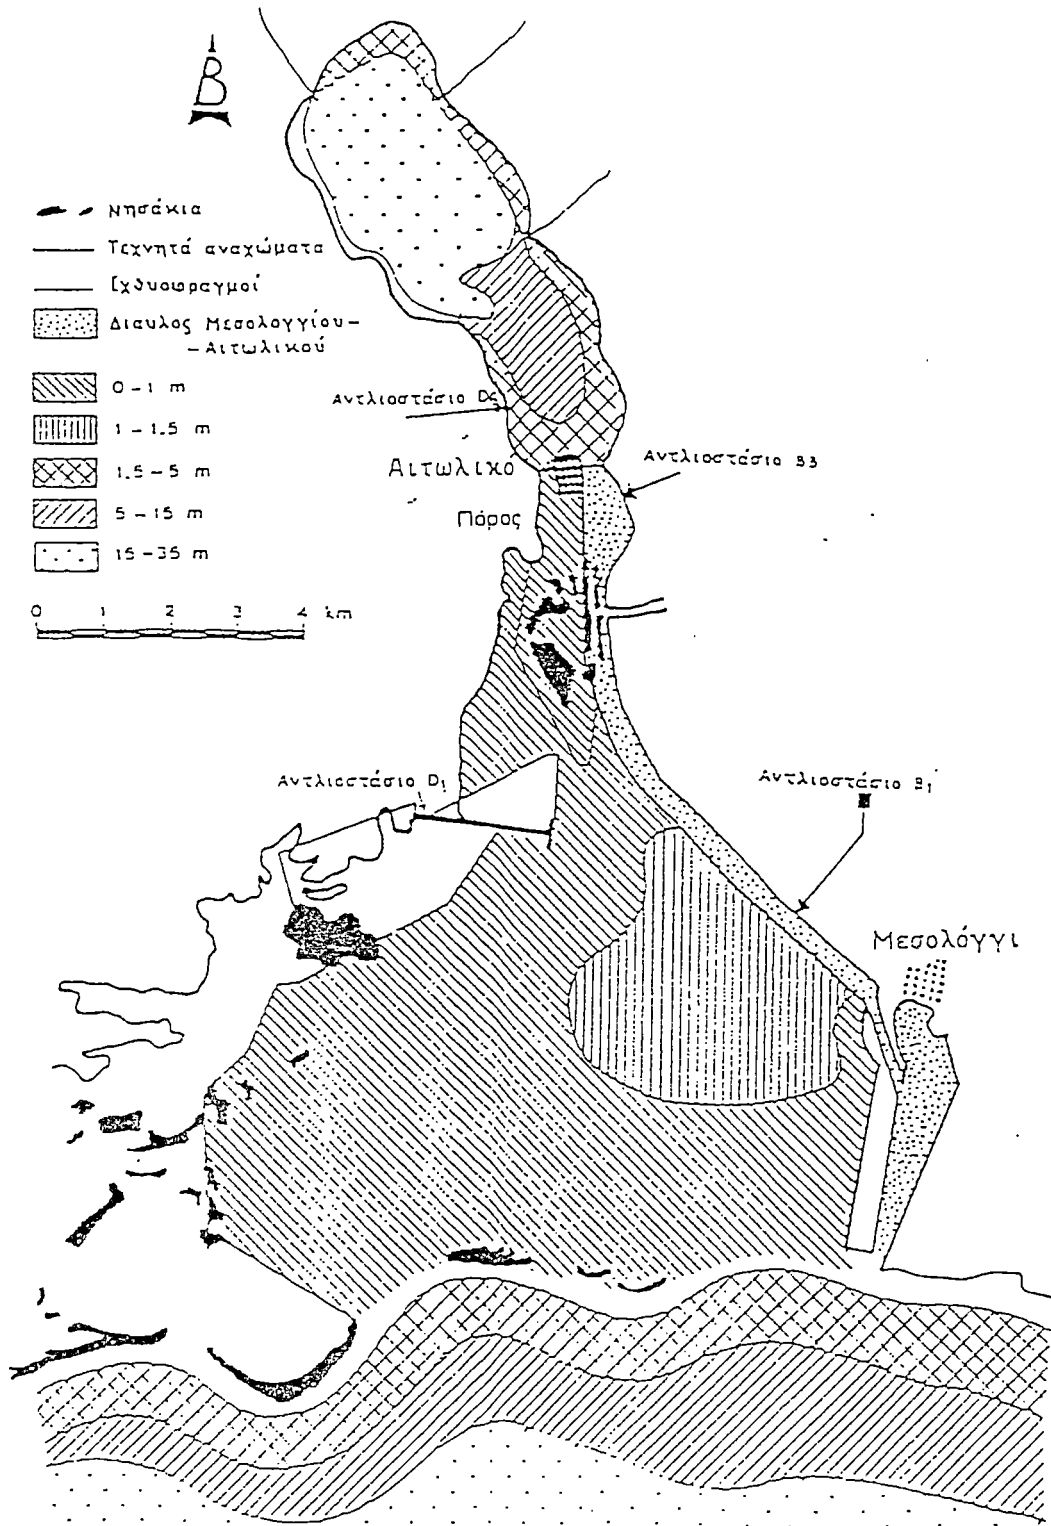 Β
Νησάκια
Τεχνητά αναχώματα
Ιχθυοφραγμοί
Δίαυλος Μεσολογγίου-
-Αιτωλικού
0-1 m
1-1.5 m
1.5-5 m
5-15 m
15-35 m
0 1 2 3 4 km
Αντλιοστάσιο
Αιτωλικο
Αντλιοστάσιο B3
Πόρος
Αντλιοστάσιο D1
Αντλιοστάσιο B1
Μεσολόγγι